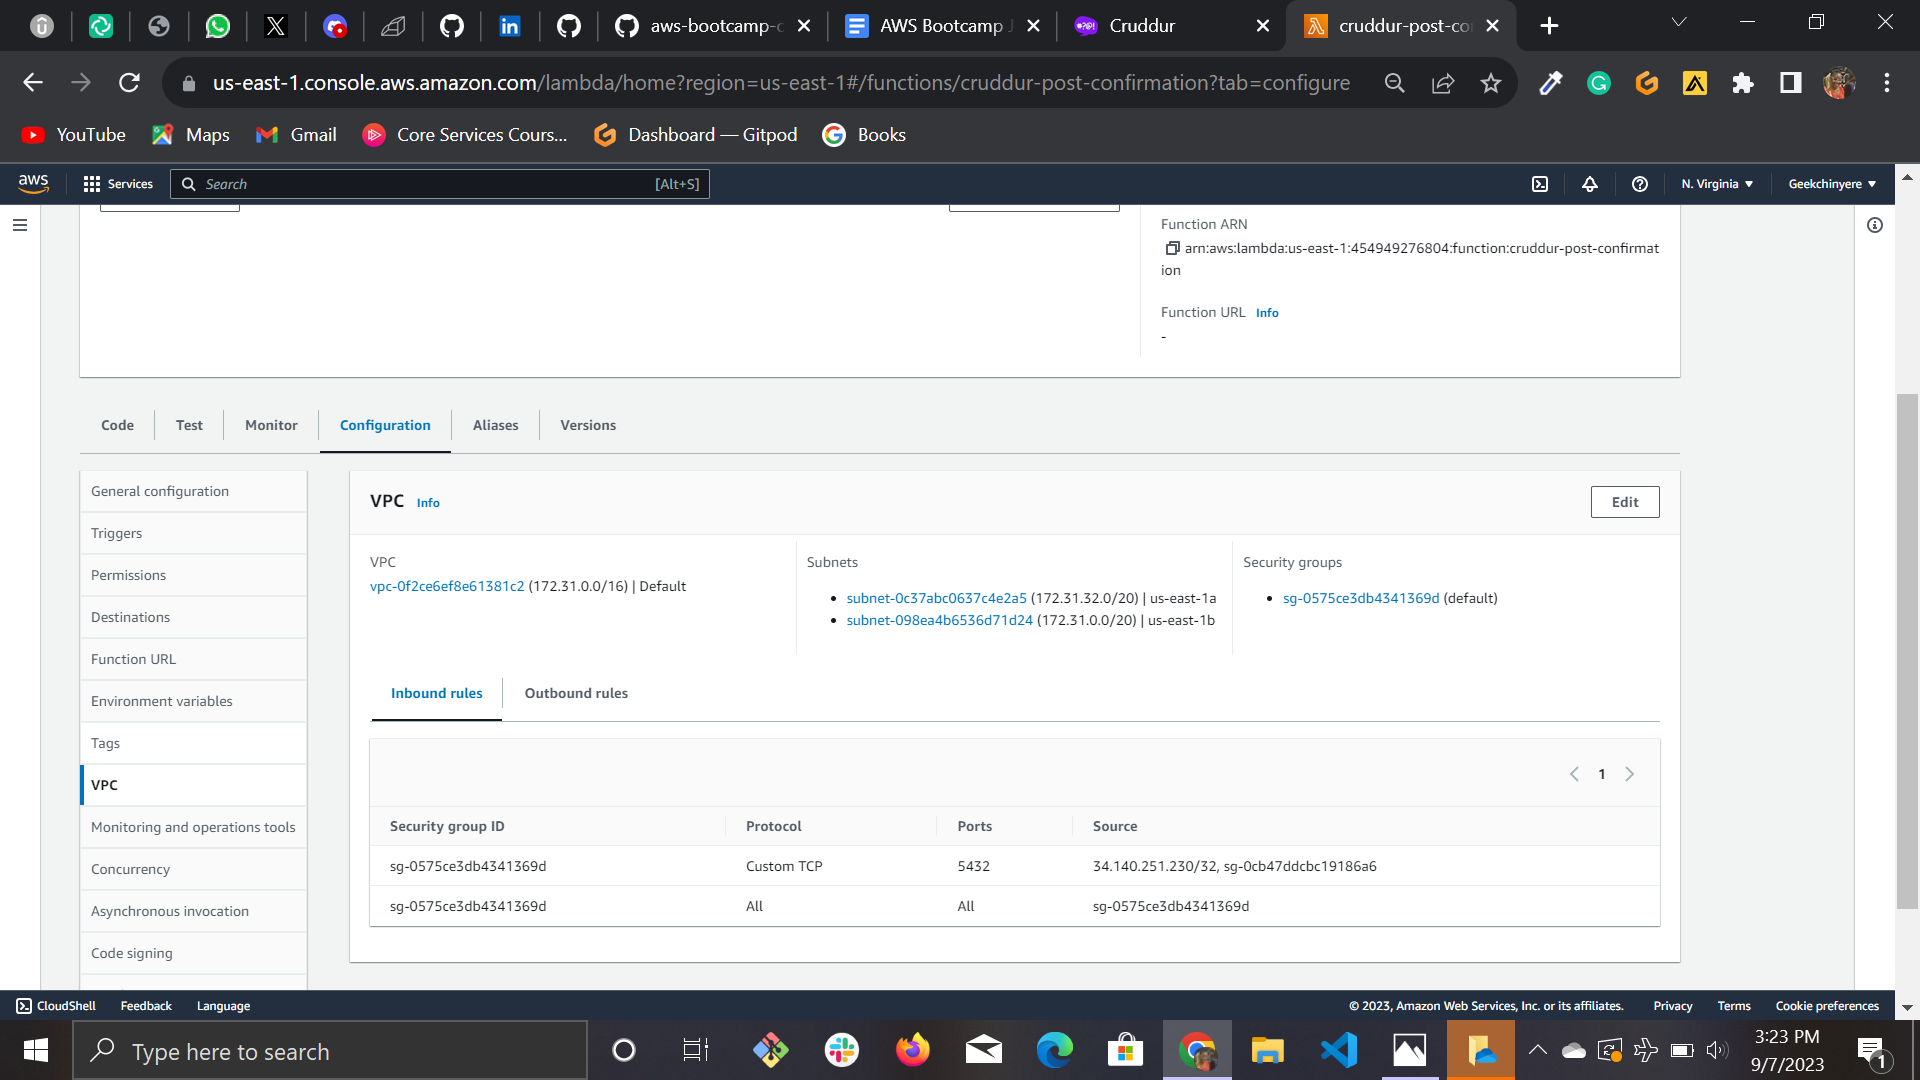 aws-bootcamp-c
AWS Bootcamp J
Cruddur
cruddur-post-co
us-east-1.console.aws.amazon.com/lambda/home?region=us-east-1#/functions/cruddur-post-confirmation?tab=configure
YouTube
Maps
Gmail
Core Services Cours...
Dashboard — Gitpod
Books
aws
Services
Search
[Alt+S]
N. Virginia
Geekchinyere
Function ARN
arn:aws:lambda:us-east-1:454949276804:function:cruddur-post-confirmat
ion
Function URL Info
-
Code
Test
Monitor
Configuration
Aliases
Versions
General configuration
Triggers
Permissions
Destinations
Function URL
Environment variables
Tags
VPC
Monitoring and operations tools
Concurrency
Asynchronous invocation
Code signing
VPC Info
Edit
VPC
vpc-0f2ce6ef8e61381c2 (172.31.0.0/16) | Default
Subnets
subnet-0c37abc0637c4e2a5 (172.31.32.0/20) | us-east-1a
subnet-098ea4b6536d71d24 (172.31.0.0/20) | us-east-1b
Security groups
sg-0575ce3db4341369d (default)
Inbound rules
Outbound rules
1
Security group ID Protocol Ports Source
sg-0575ce3db4341369d Custom TCP 5432 34.140.251.230/32, sg-0cb47ddcbc19186a6
sg-0575ce3db4341369d All All sg-0575ce3db4341369d
CloudShell
Feedback
Language
© 2023, Amazon Web Services, Inc. or its affiliates.
Privacy
Terms
Cookie preferences
Type here to search
3:23 PM
9/7/2023
1